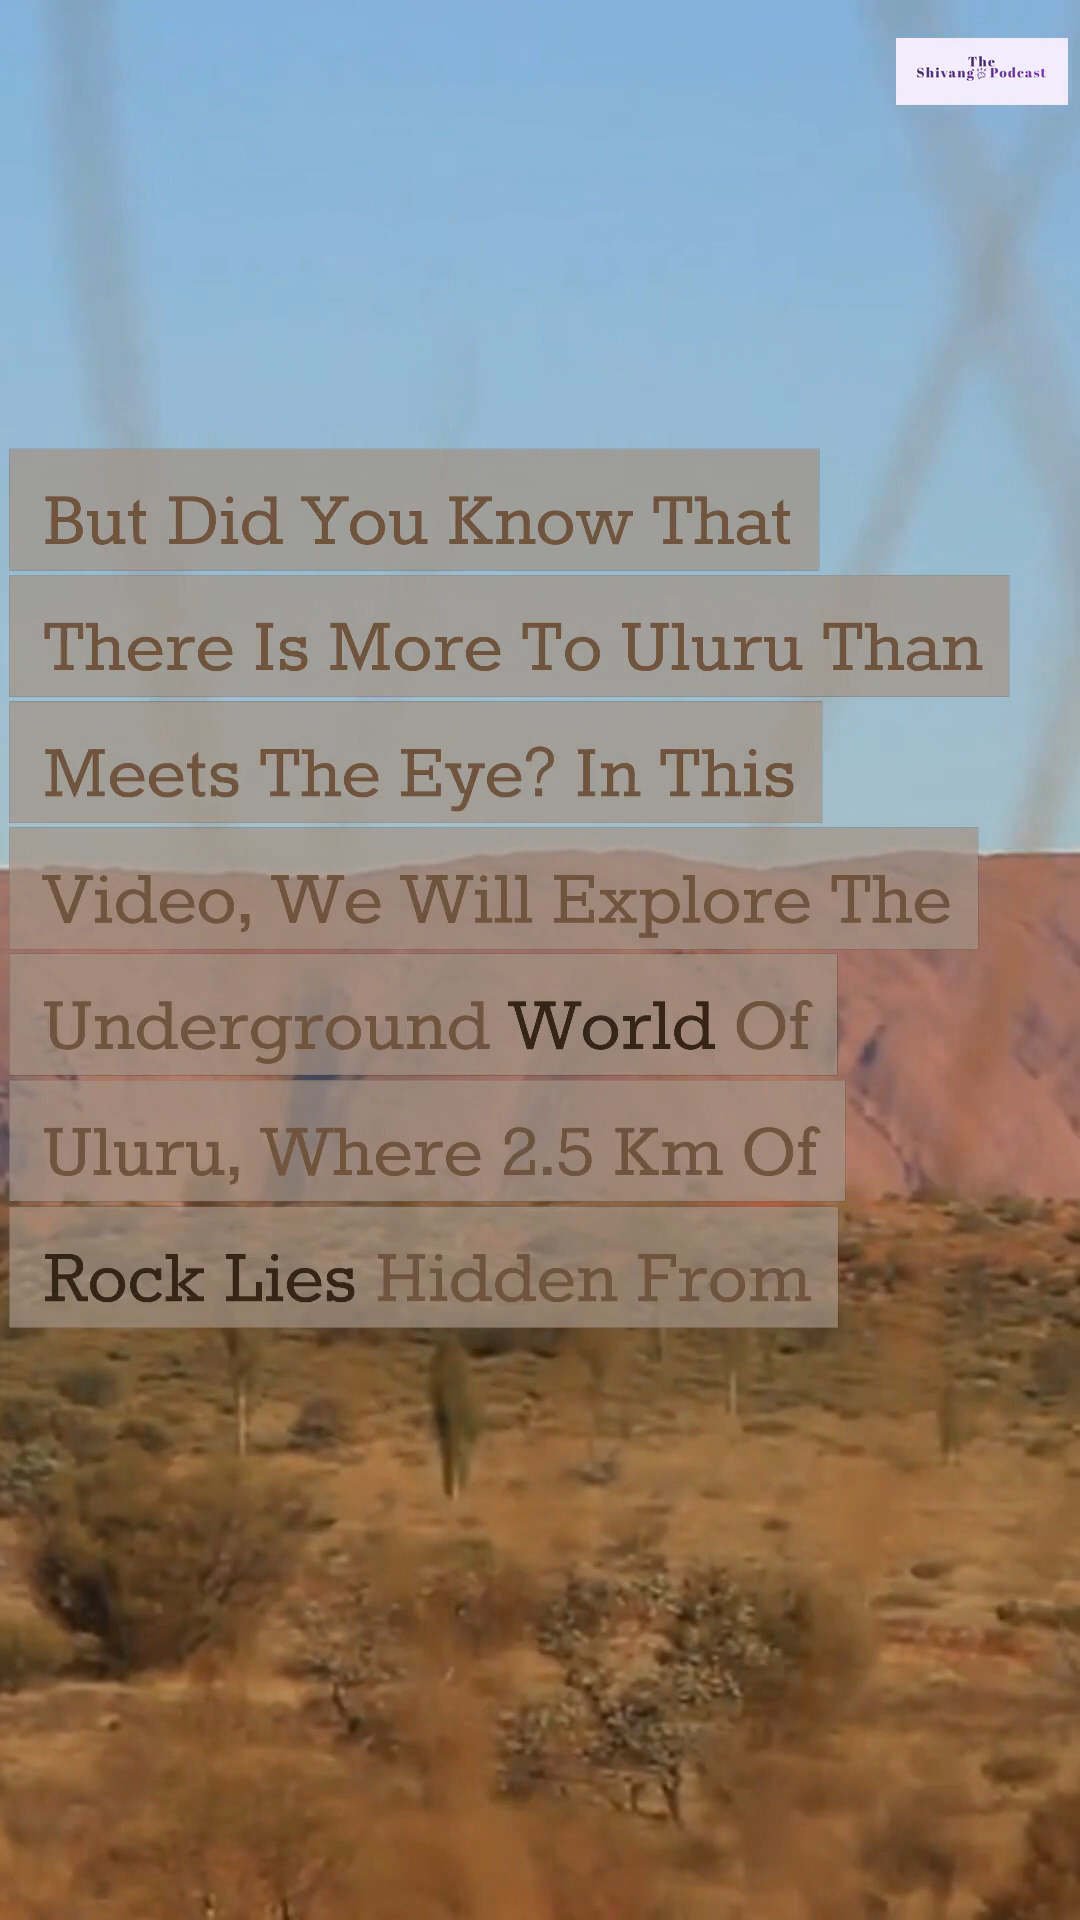 The
Shivang Podcast
But Did You Know That
There Is More To Uluru Than
Meets The Eye? In This
Video, We Will Explore The
Underground World Of
Uluru, Where 2.5 Km Of
Rock Lies Hidden From